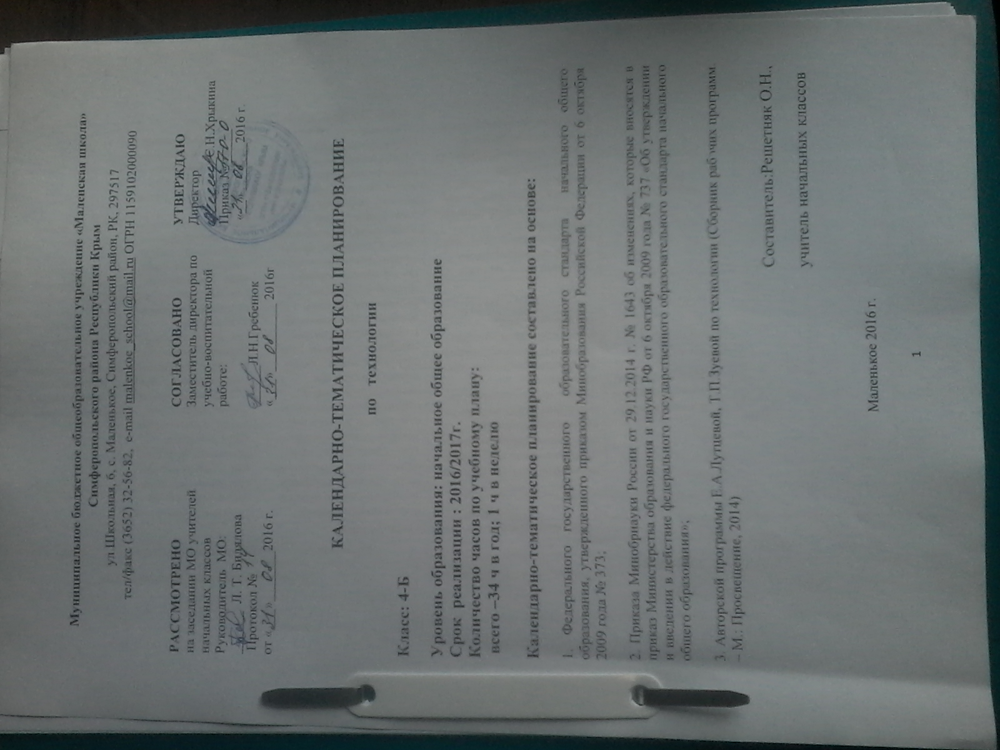 Муниципальное бюджетное общеобразовательное учреждение «Маленская школа»
Симферопольского района Республики Крым
ул Школьная, 6, с. Маленькое, Симферопольский район, РК, 297517
тел/факс (3652) 32-56-82, e-mail malenkoe_school@mail.ru ОГРН 1159102000090
РАССМОТРЕНО
на заседании МО учителей
начальных классов
Руководитель МО:
Л. Т. Билялова
Протокол №
от «31» 08 2016 г.
СОГЛАСОВАНО
Заместитель директора по
учебно-воспитательной
работе:
Л.Н.Гребенюк
«31» 08 2016г
УТВЕРЖДАЮ
Директор
Е.Н.Хрыкина
Приказ № 570-О
«31» 08 2016 г.
КАЛЕНДАРНО-ТЕМАТИЧЕСКОЕ ПЛАНИРОВАНИЕ
по технологии
Класс: 4-Б
Уровень образования: начальное общее образование
Срок реализации : 2016/2017г.
Количество часов по учебному плану:
всего –34 ч в год; 1 ч в неделю
Календарно-тематическое планирование составлено на основе:
1. Федерального государственного образовательного стандарта начального общего
образования, утвержденного приказом Минобразования Российской Федерации от 6 октября
2009 года № 373;
2. Приказа Минобрнауки России от 29.12.2014 г. № 1643 об изменениях, которые вносятся в
приказ Министерства образования и науки РФ от 6 октября 2009 года № 737 «Об утверждении
и введении в действие федерального государственного образовательного стандарта начального
общего образования»;
3. Авторской программы Е.А.Лутцевой, Т.П.Зуевой по технологии (Сборник рабочих программ.
– М.: Просвещение, 2014)
Составитель:Решетняк О.Н.,
учитель начальных классов
Маленькое 2016 г.
1